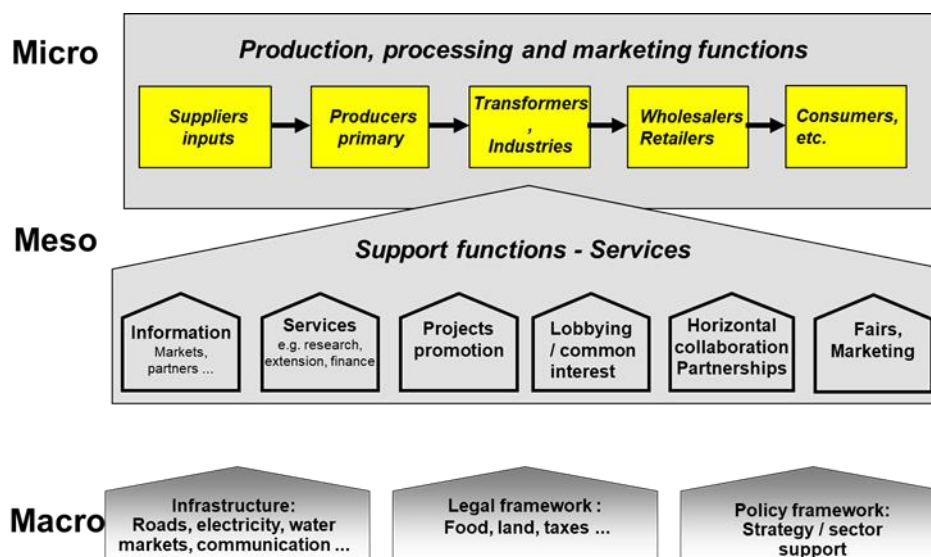 Micro
Production, processing and marketing functions
Suppliers
inputs
Producers
primary
Transformers
,
Industries
Wholesalers
Retailers
Consumers,
etc.
Meso
Support functions - Services
Information
Markets,
partners ...
Services
e.g. research,
extension, finance
Projects
promotion
Lobbying
/ common
interest
Horizontal
collaboration
Partnerships
Fairs,
Marketing
Macro
Infrastructure:
Roads, electricity, water
markets, communication ...
Legal framework :
Food, land, taxes ...
Policy framework:
Strategy / sector
support